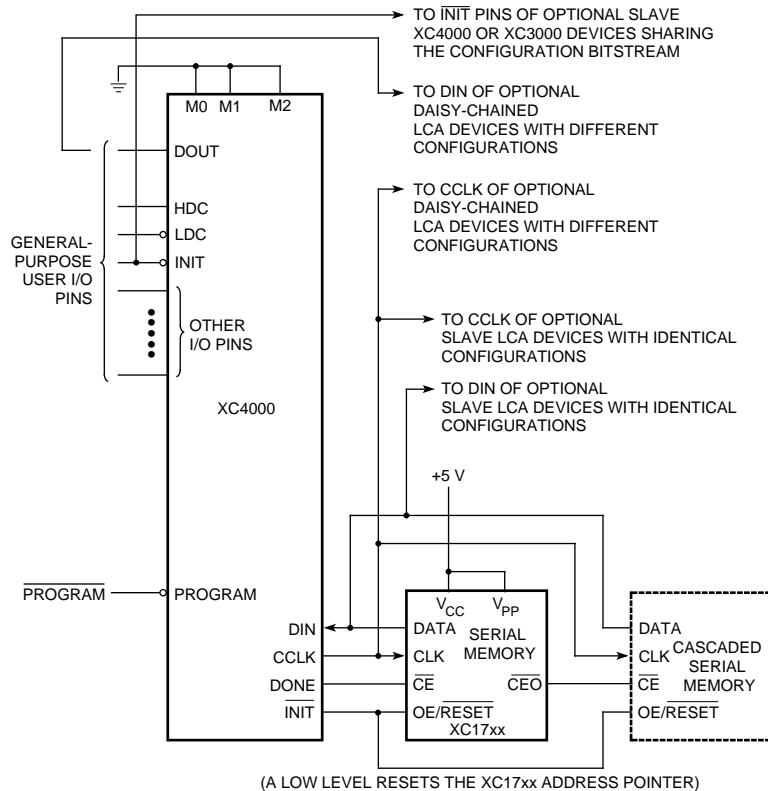 TO INIT PINS OF OPTIONAL SLAVE
XC4000 OR XC3000 DEVICES SHARING
THE CONFIGURATION BITSTREAM
M0 M1 M2
TO DIN OF OPTIONAL
DAISY-CHAINED
LCA DEVICES WITH DIFFERENT
CONFIGURATIONS
DOUT
HDC
LDC
INIT
GENERAL-
PURPOSE
USER I/O
PINS
OTHER
I/O PINS
TO CCLK OF OPTIONAL
DAISY-CHAINED
LCA DEVICES WITH DIFFERENT
CONFIGURATIONS
TO CCLK OF OPTIONAL
SLAVE LCA DEVICES WITH IDENTICAL
CONFIGURATIONS
TO DIN OF OPTIONAL
SLAVE LCA DEVICES WITH IDENTICAL
CONFIGURATIONS
XC4000
+5 V
PROGRAM
PROGRAM
DIN
CCLK
DONE
INIT
VCC VPP
DATA
CLK
CE
OE/RESET
SERIAL
MEMORY
CEO
XC17xx
DATA
CLK
CE
OE/RESET
CASCADED
SERIAL
MEMORY
(A LOW LEVEL RESETS THE XC17xx ADDRESS POINTER)